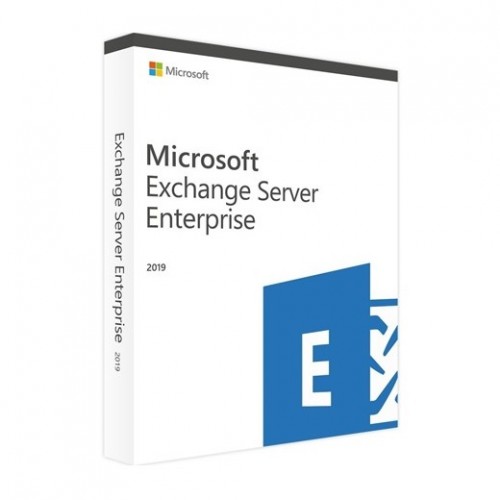 Microsoft
Microsoft
Exchange Server
Enterprise
2019
E
Exchange Server Enterprise 2019